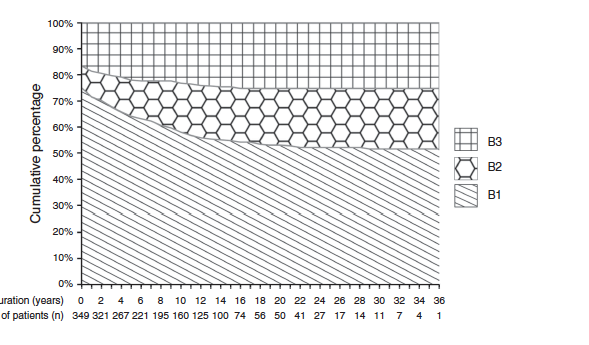 100%
90%
80%
70%
60%
50%
40%
30%
20%
10%
0%
Cumulative percentage
B3
B2
B1
uration (years) 0 2 4 6 8 10 12 14 16 18 20 22 24 26 28 30 32 34 36
of patients (n) 349 321 267 221 195 160 125 100 74 56 50 41 27 17 14 11 7 4 1